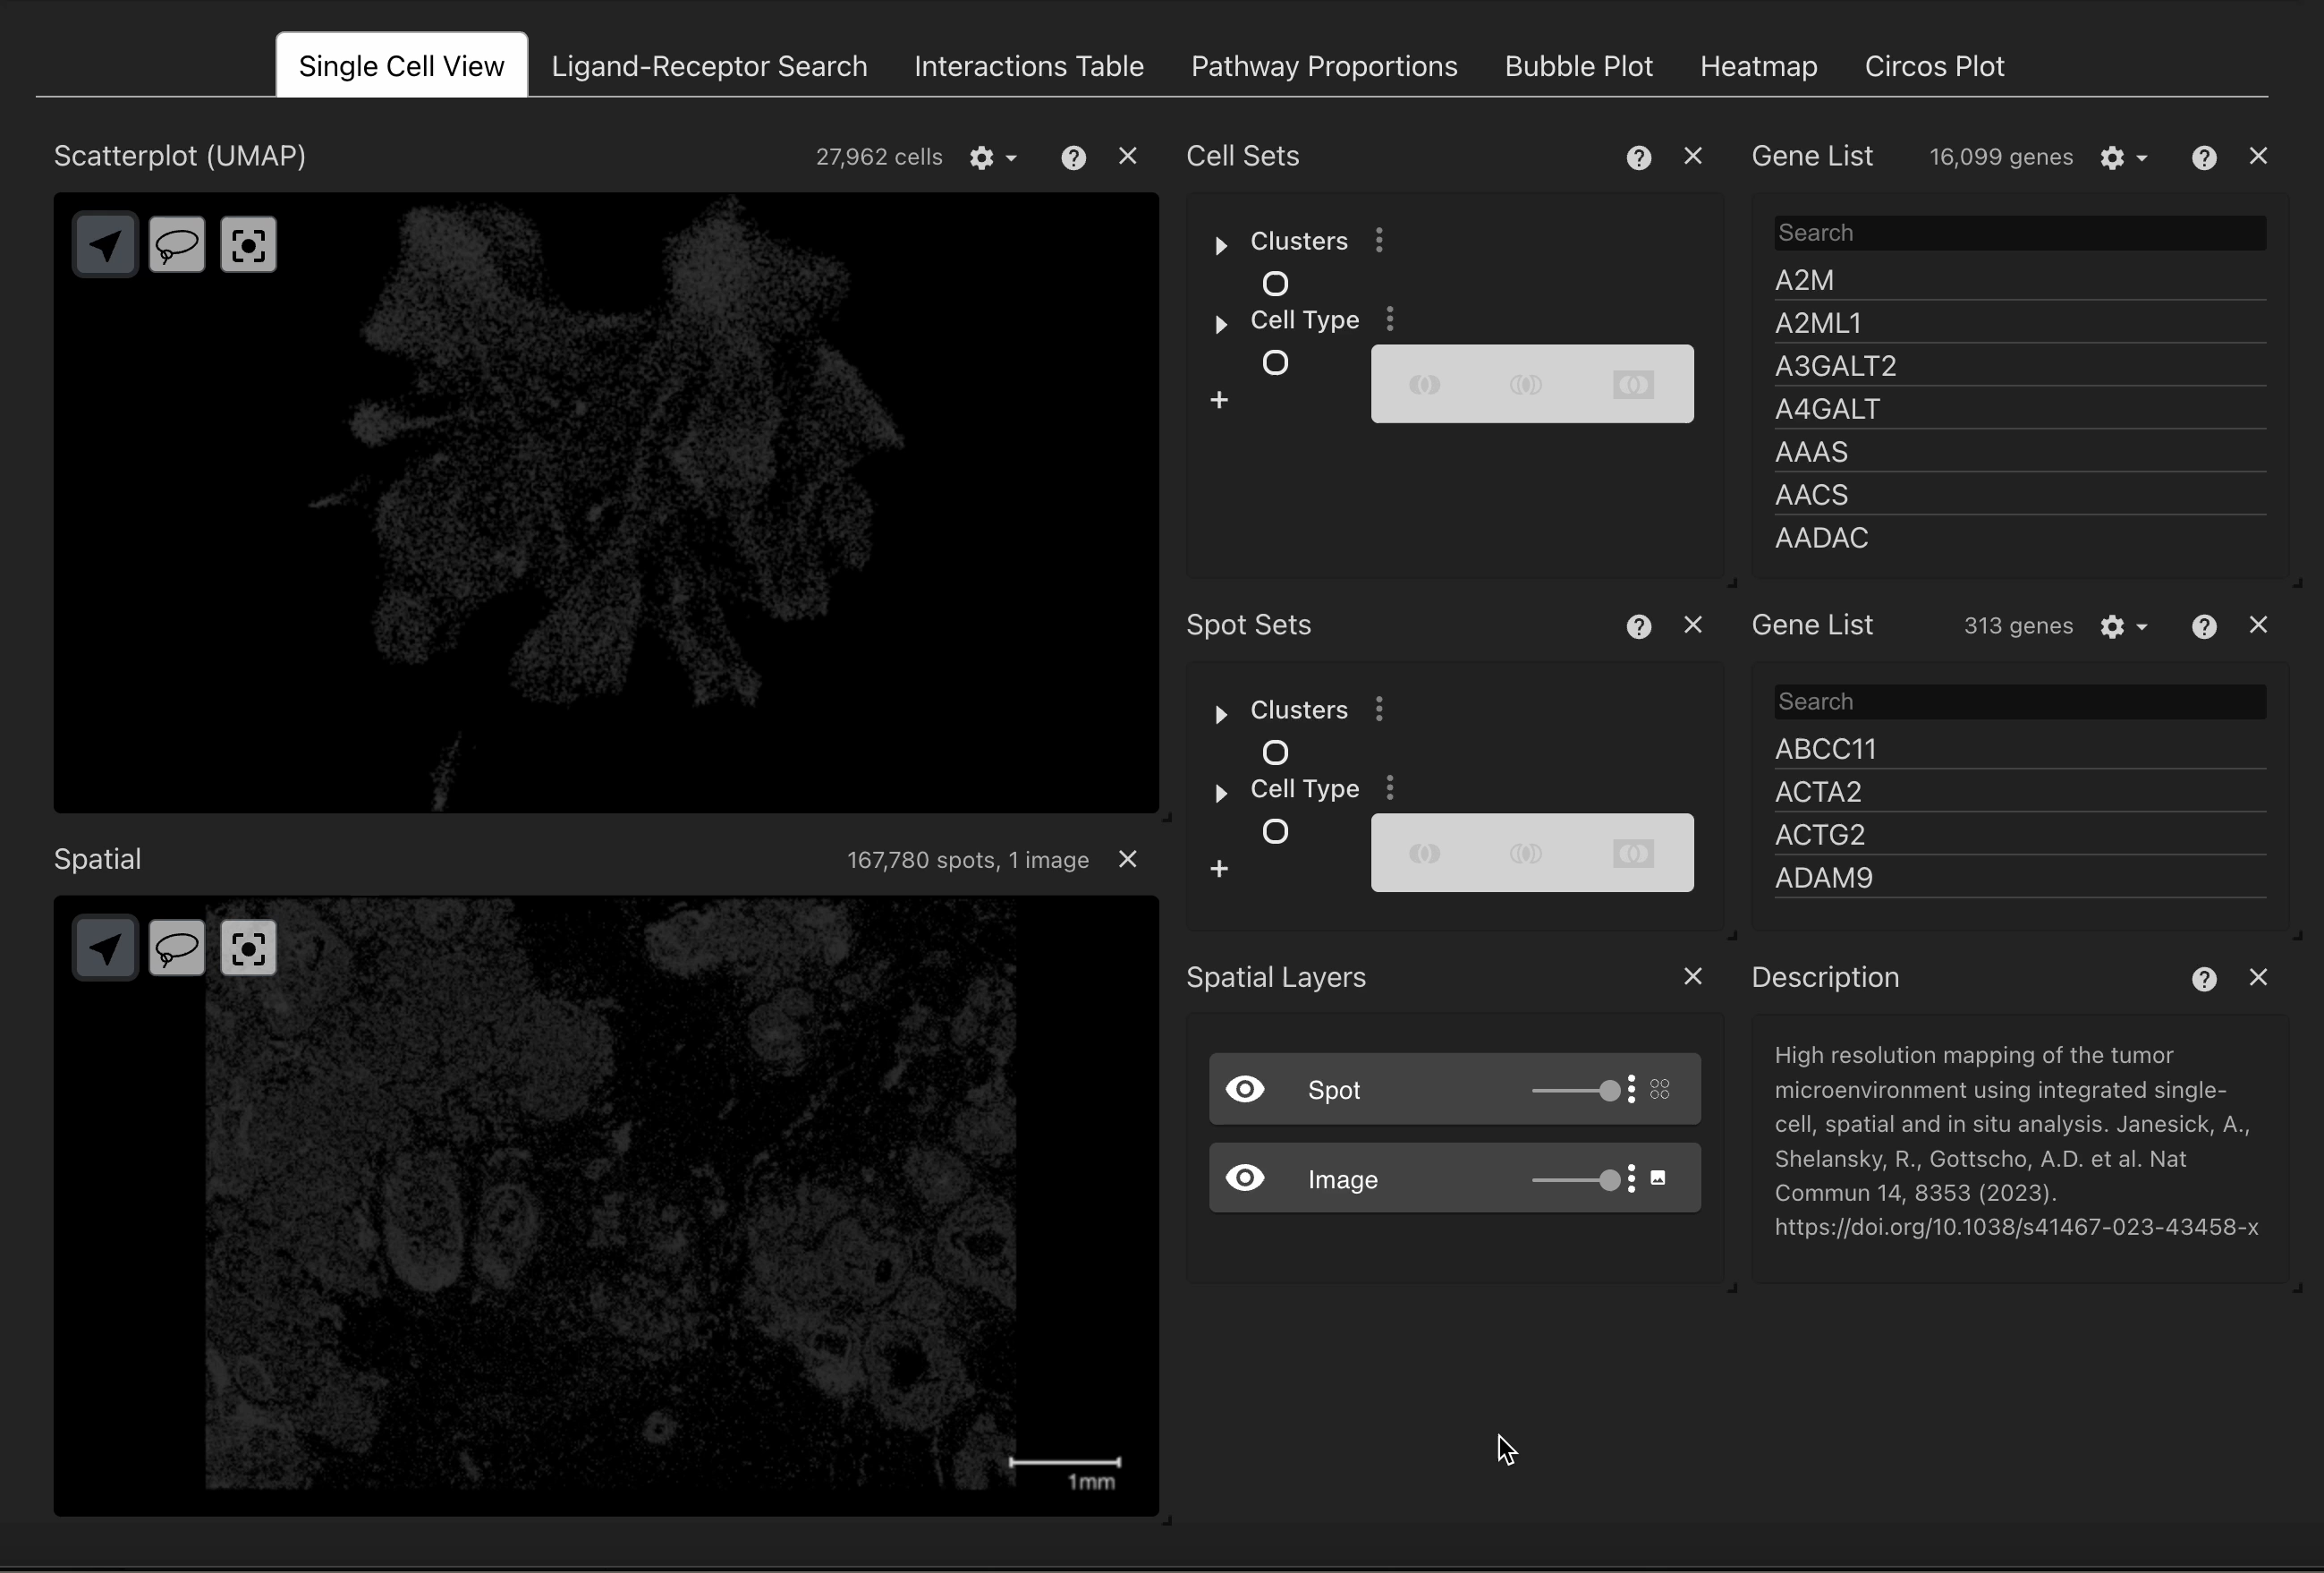 Single Cell View
Ligand-Receptor Search
Interactions Table
Pathway Proportions
Bubble Plot
Heatmap
Circos Plot
Scatterplot (UMAP)
27,962 cells
Cell Sets
Clusters
Cell Type
Gene List
16,099 genes
Search
A2M
A2ML1
A3GALT2
A4GALT
AAAS
AACS
AADAC
Spatial
167,780 spots, 1 image
1mm
Spot Sets
Clusters
Cell Type
Gene List
313 genes
Search
ABCC11
ACTA2
ACTG2
ADAM9
Spatial Layers
Spot
Image
Description
High resolution mapping of the tumor
microenvironment using integrated single-
cell, spatial and in situ analysis. Janesick, A.,
Shelansky, R., Gottscho, A.D. et al. Nat
Commun 14, 8353 (2023).
https://doi.org/10.1038/s41467-023-43458-x